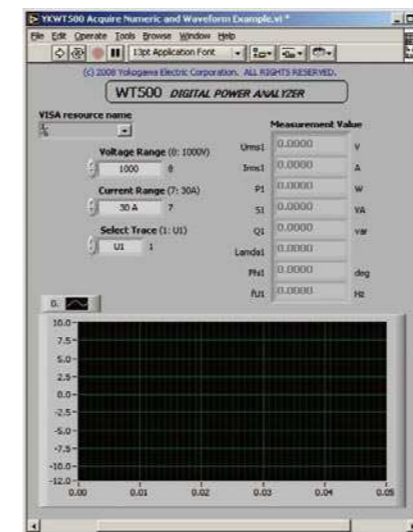 YKWT500 Acquire Numeric and Waveform Example.vi *
File Edit Operate Tools Browse Window Help
13pt Application Font
(c) 2008 Yokogawa Electric Corporation. ALL RIGHTS RESERVED.
WT500 DIGITAL POWER ANALYZER
VISA resource name
Measurement Value
Voltage Range (0: 1000V)
1000 0
Current Range (7: 30A)
30 A 7
Select Trace (1: U1)
U1 1
Urms1 0.0000 V
Irms1 0.0000 A
P1 0.0000 W
S1 0.0000 VA
Q1 0.0000 var
Lamda1 0.0000
Phi1 0.0000 deg
fU1 0.0000 Hz
0.
10.0
7.5
5.0
2.5
0.0
-2.5
-5.0
-7.5
-10.0
-12.0
0.00 0.01 0.02 0.03 0.04 0.05